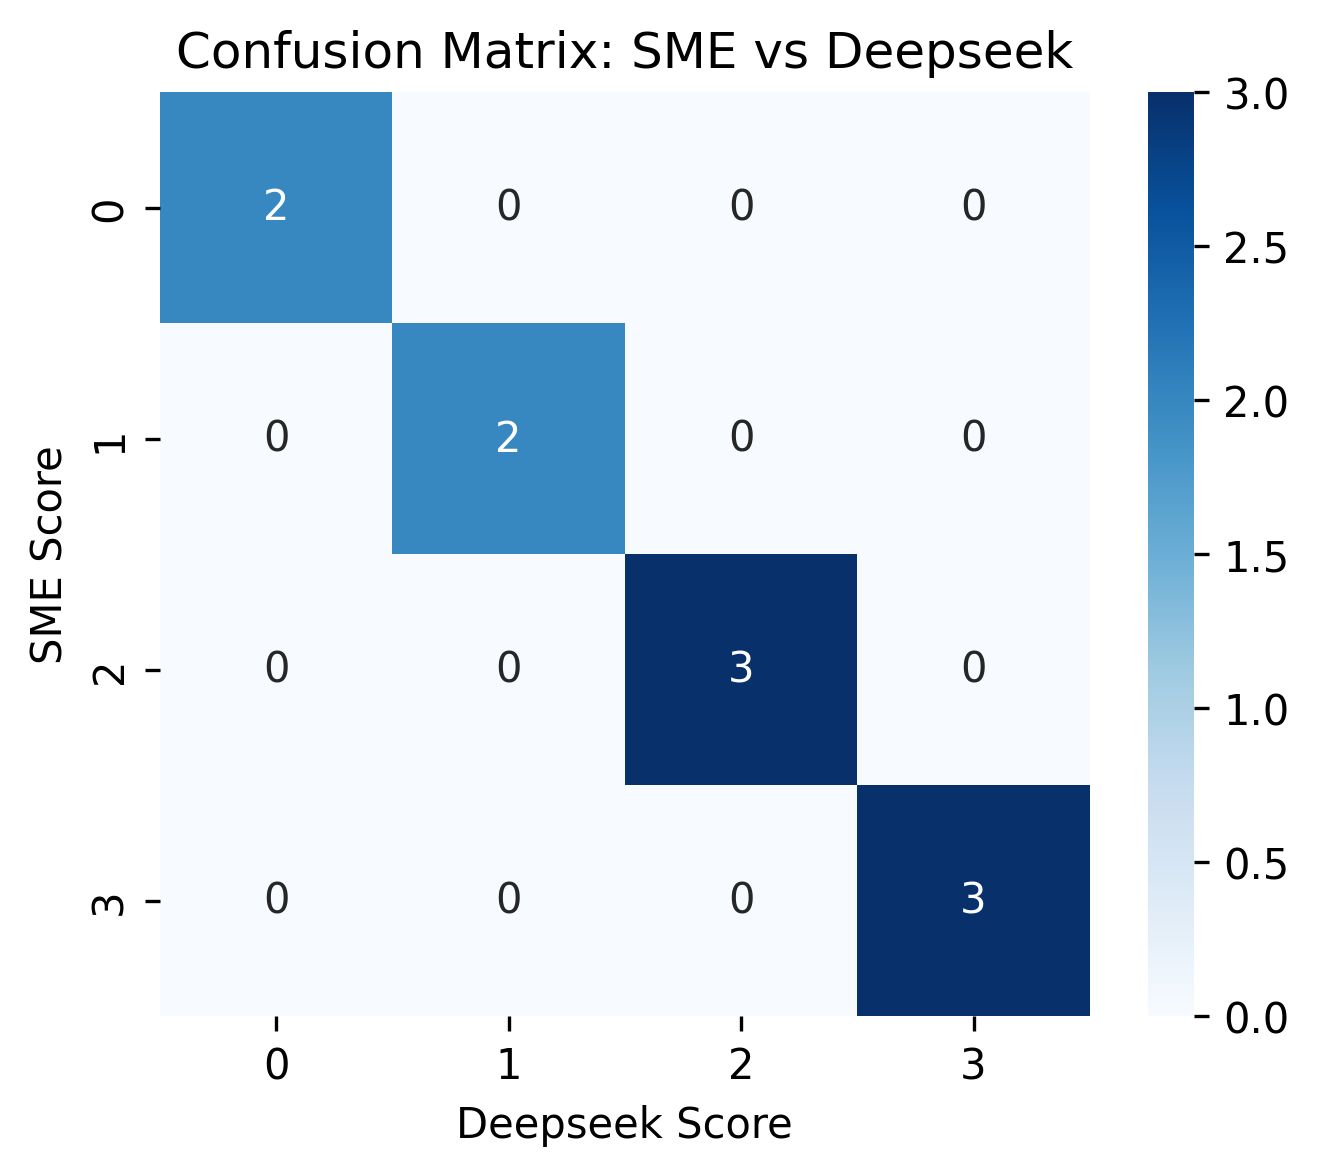 Confusion Matrix: SME vs Deepseek
SME Score
0 2 0 0 0
1 0 2 0 0
2 0 0 3 0
3 0 0 0 3
0 1 2 3
Deepseek Score
3.0
2.5
2.0
1.5
1.0
0.5
0.0